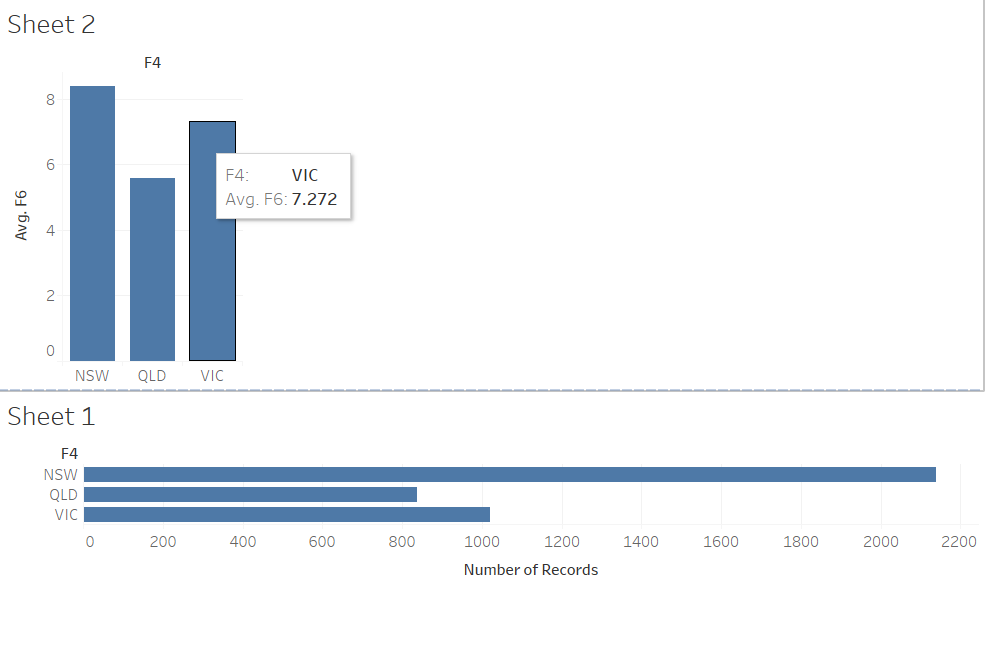 Sheet 2
F4
8
6
4
2
0
Avg. F6
F4: VIC
Avg. F6: 7.272
NSW QLD VIC
Sheet 1
F4
NSW
QLD
VIC
0 200 400 600 800 1000 1200 1400 1600 1800 2000 2200
Number of Records